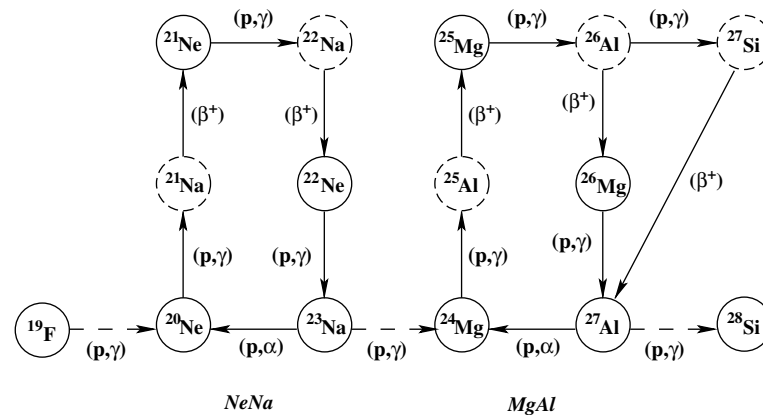 (p,γ) (p,γ) (p,γ)
²¹Ne ²²Na ²⁵Mg ²⁶Al ²⁷Si
(β⁺) (β⁺) (β⁺) (β⁺)
²¹Na ²²Ne ²⁵Al ²⁶Mg (β⁺)
(p,γ) (p,γ) (p,γ) (p,γ)
¹⁹F ²⁰Ne ²³Na ²⁴Mg ²⁷Al ²⁸Si
(p,γ) (p,α) (p,γ) (p,α) (p,γ)
NeNa MgAl